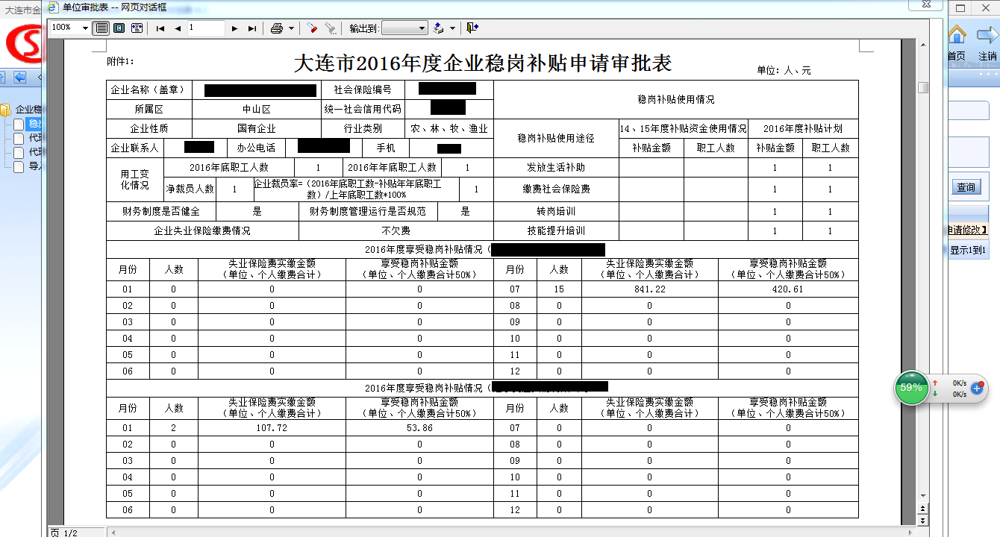 大连市金
单位审批表 -- 网页对话框
100%
1
输出到:
首页 注销
附件1:
大连市2016年度企业稳岗补贴申请审批表
单位：人、元
企业名称（盖章） 社会保险编号 稳岗补贴使用情况
所属区 中山区 统一社会信用代码
企业性质 国有企业 行业类别 农、林、牧、渔业 稳岗补贴使用途径 14、15年度补贴资金使用情况 2016年度补贴计划
企业联系人 办公电话 手机 补贴金额 职工人数 补贴金额 职工人数
用工变化情况 2016年底职工人数 1 2016年年底职工人数 1 发放生活补助 1 1
净裁员人数 1 企业裁员率=（2016年底职工数-补贴年年底职工
数）/上年底职工数*100% 1 缴费社会保险费 1 1
财务制度是否健全 是 财务制度管理运行是否规范 是 转岗培训 1 1
企业失业保险缴费情况 不欠费 技能提升培训 1 1
2016年度享受稳岗补贴情况（
月份 人数 失业保险费实缴金额 享受稳岗补贴金额 月份 人数 失业保险费实缴金额 享受稳岗补贴金额
（单位、个人缴费合计） （单位、个人缴费合计50%） （单位、个人缴费合计） （单位、个人缴费合计50%）
01 0 0 0 07 15 841.22 420.61
02 0 0 0 08 0 0 0
03 0 0 0 09 0 0 0
04 0 0 0 10 0 0 0
05 0 0 0 11 0 0 0
06 0 0 0 12 0 0 0
2016年度享受稳岗补贴情况（
月份 人数 失业保险费实缴金额 享受稳岗补贴金额 月份 人数 失业保险费实缴金额 享受稳岗补贴金额
（单位、个人缴费合计） （单位、个人缴费合计50%） （单位、个人缴费合计） （单位、个人缴费合计50%）
01 2 107.72 53.86 07 0 0 0
02 0 0 0 08 0 0 0
03 0 0 0 09 0 0 0
04 0 0 0 10 0 0 0
05 0 0 0 11 0 0 0
06 0 0 0 12 0 0 0
页 1/2
企业稳
稳岗
代理
代理
导入
查询
申请修改】
显示1到1
59%
0K/s
0K/s